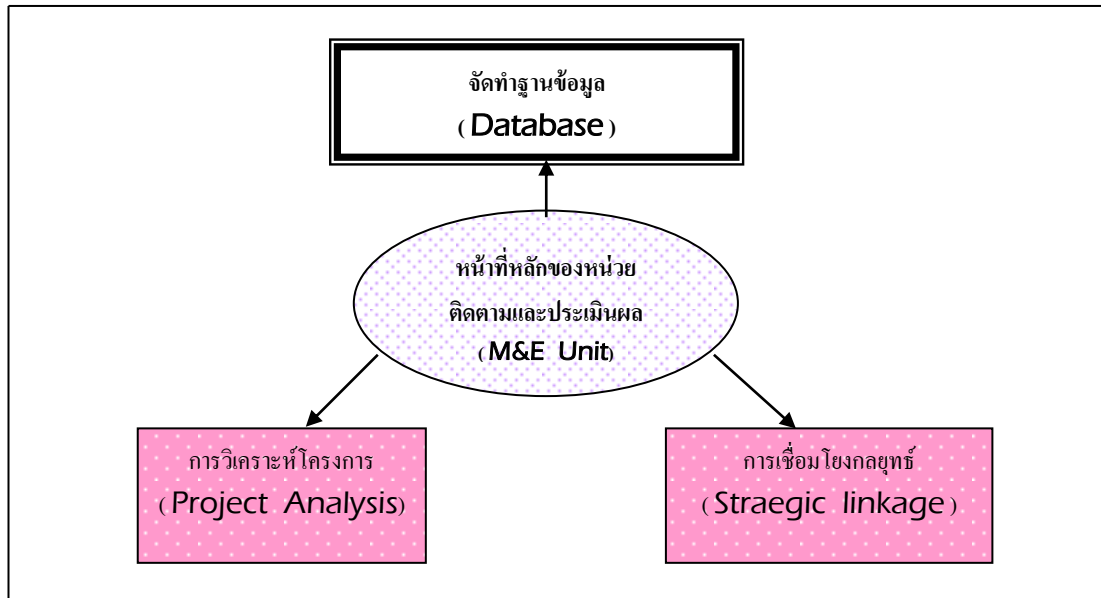 จัดทำฐานข้อมูล
( Database )
หน้าที่หลักของหน่วย
ติดตามและประเมินผล
( M&E Unit)
การวิเคราะห์โครงการ
( Project Analysis)
การเชื่อมโยงกลยุทธ์
( Straegic linkage )